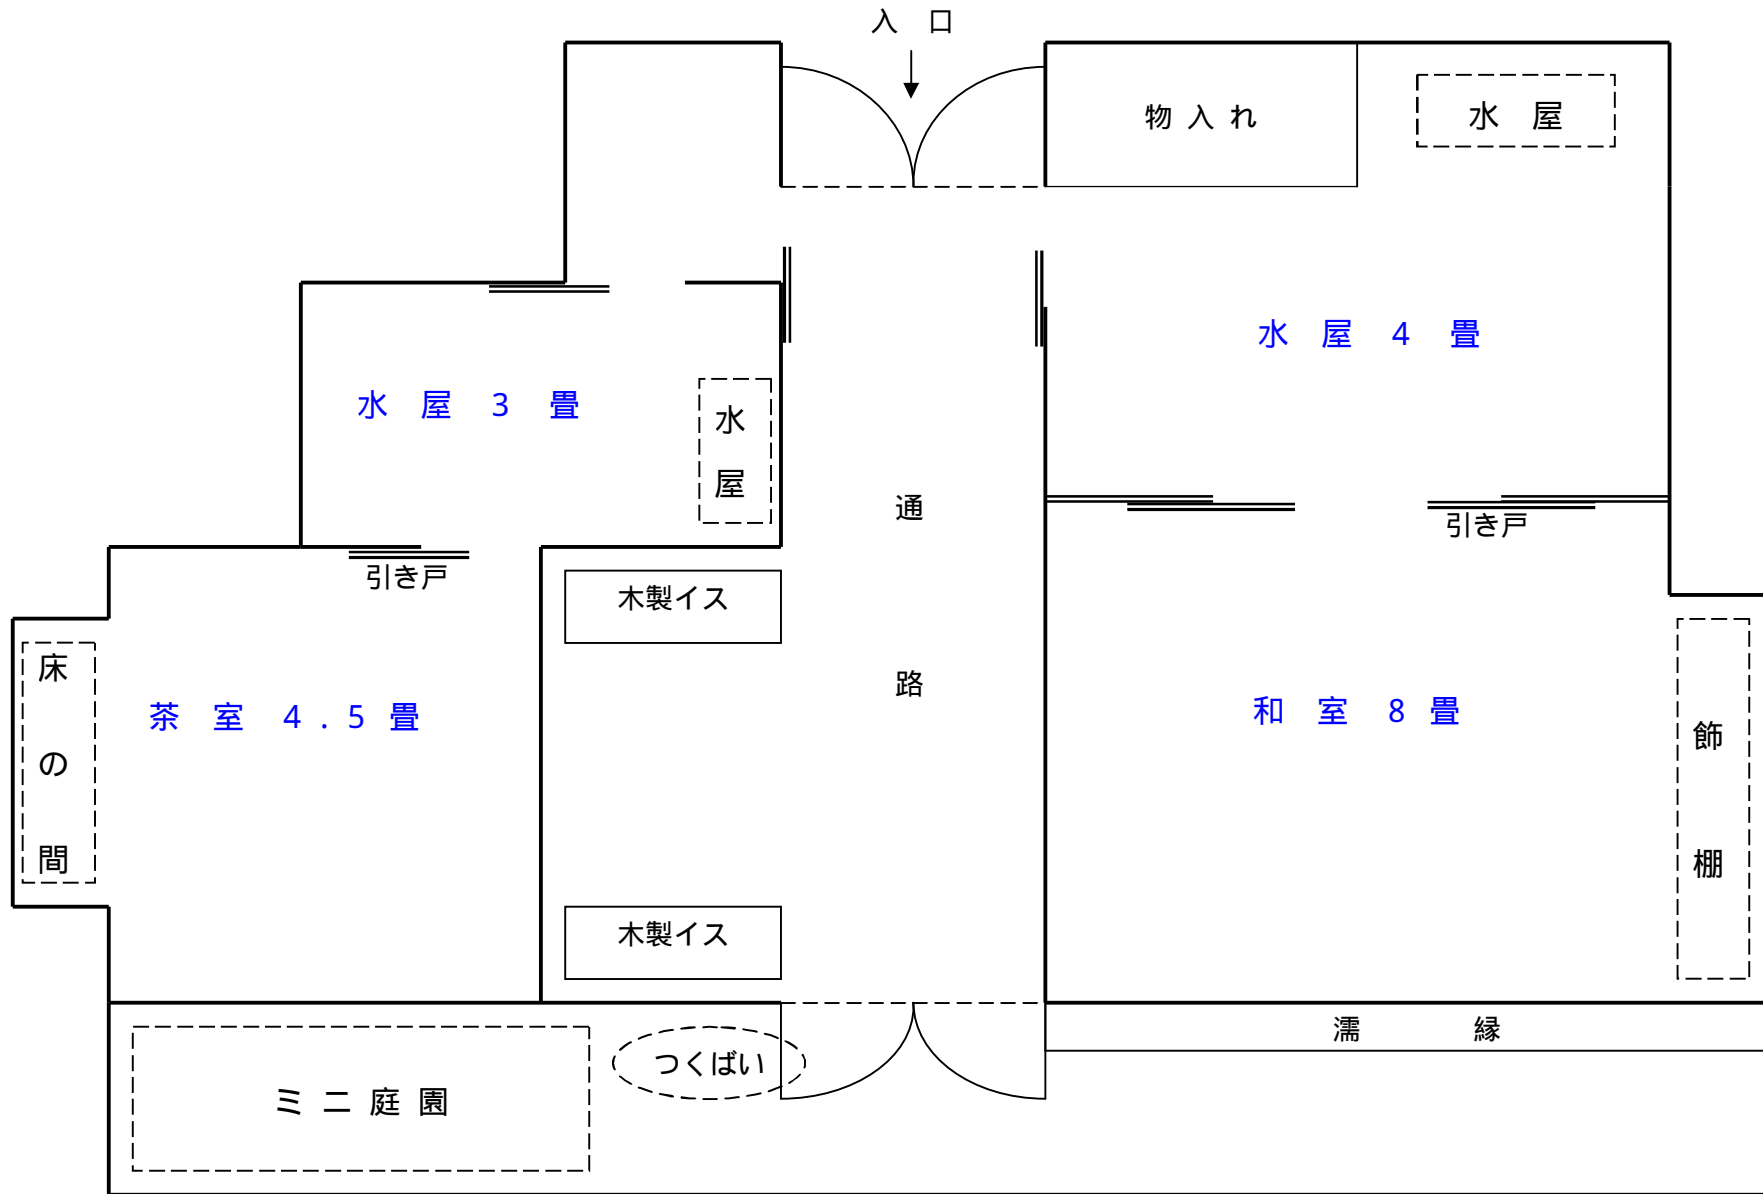 入 口
物 入 れ
水 屋
水 屋 4 畳
水 屋 3 畳
水屋
通路
引き戸
引き戸
木製イス
床の間
茶 室 4 . 5 畳
和 室 8 畳
飾棚
木製イス
濡 縁
つくばい
ミ ニ 庭 園